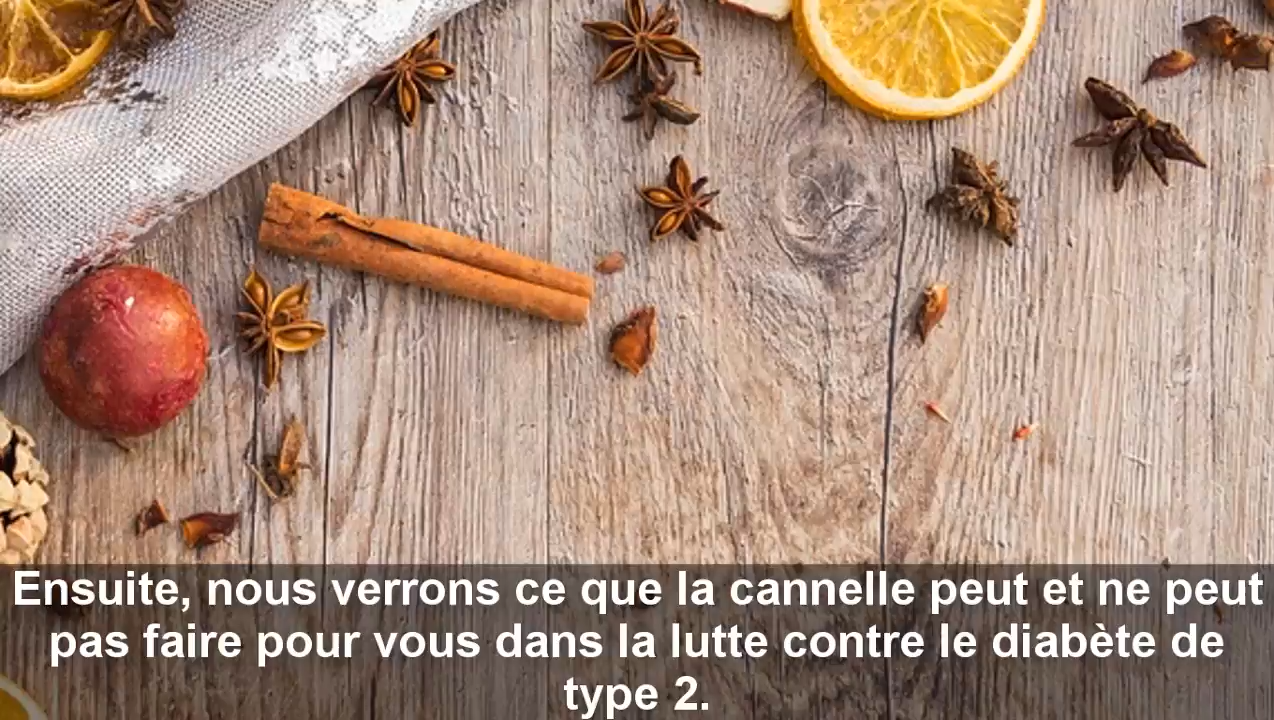 Ensuite, nous verrons ce que la cannelle peut et ne peut
pas faire pour vous dans la lutte contre le diabète de
type 2.